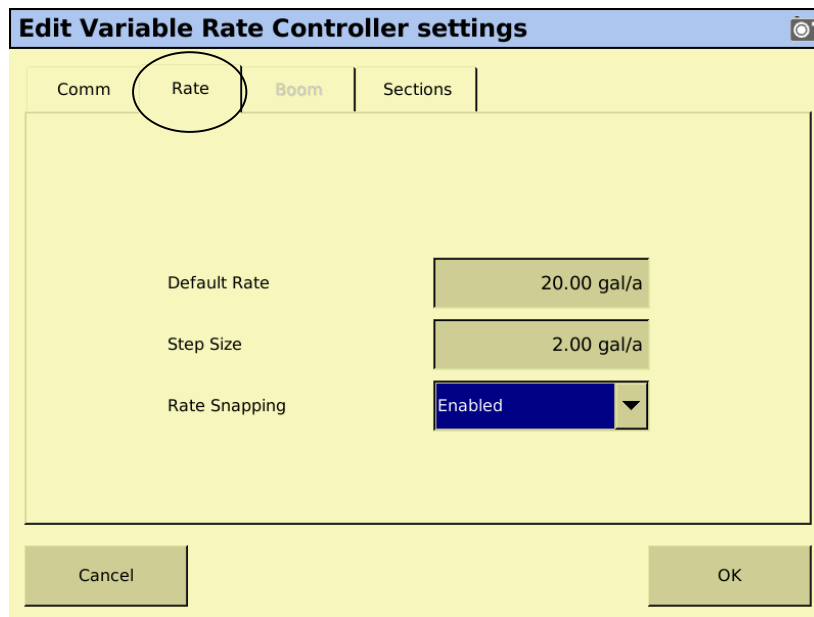 Edit Variable Rate Controller settings
Comm Rate Boom Sections
Default Rate 20.00 gal/a
Step Size 2.00 gal/a
Rate Snapping Enabled
Cancel OK